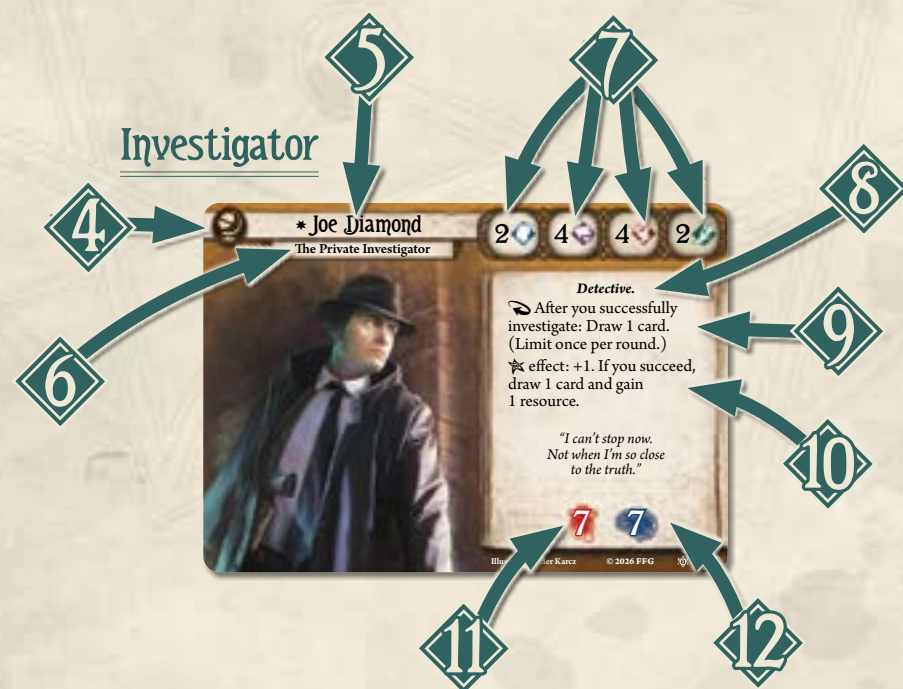 5
7
Investigator
8
4
Joe Diamond
2 4 4 2
The Private Investigator
Detective.
After you successfully
investigate: Draw 1 card.
(Limit once per round.)
9
6
effect: +1. If you succeed,
draw 1 card and gain
1 resource.
10
"I can't stop now.
Not when I'm so close
to the truth."
7 7
Karcz © 2026 FFG
11
12